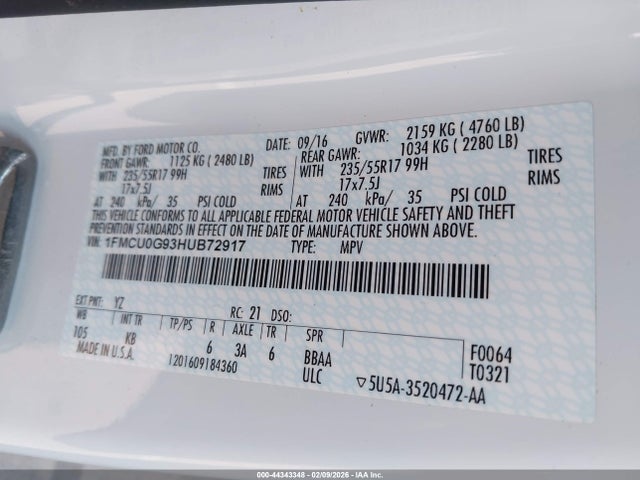 MFD. BY FORD MOTOR CO.
DATE: 09/16 GVWR: 2159 KG ( 4760 LB)
FRONT GAWR: 1125 KG ( 2480 LB) REAR GAWR: 1034 KG ( 2280 LB)
WITH 235/55R17 99H TIRES WITH 235/55R17 99H TIRES
17x7.5J RIMS 17x7.5J RIMS
AT 240 kPa/ 35 PSI COLD AT 240 kPa/ 35 PSI COLD
THIS VEHICLE CONFORMS TO ALL APPLICABLE FEDERAL MOTOR VEHICLE SAFETY AND THEFT
PREVENTION STANDARDS IN EFFECT ON THE DATE OF MANUFACTURE SHOWN ABOVE.
VIN: 1FMCU0G93HUB72917 TYPE: MPV
EXT PNT: YZ RC: 21 DSO:
WB INT TR TP/PS R AXLE TR SPR
105 KB 6 3A 6 BBAA F0064
MADE IN U.S.A. 1201609184360 ULC T0321
▽5U5A-3520472-AA
000-44343348 - 02/09/2026 - IAA Inc.